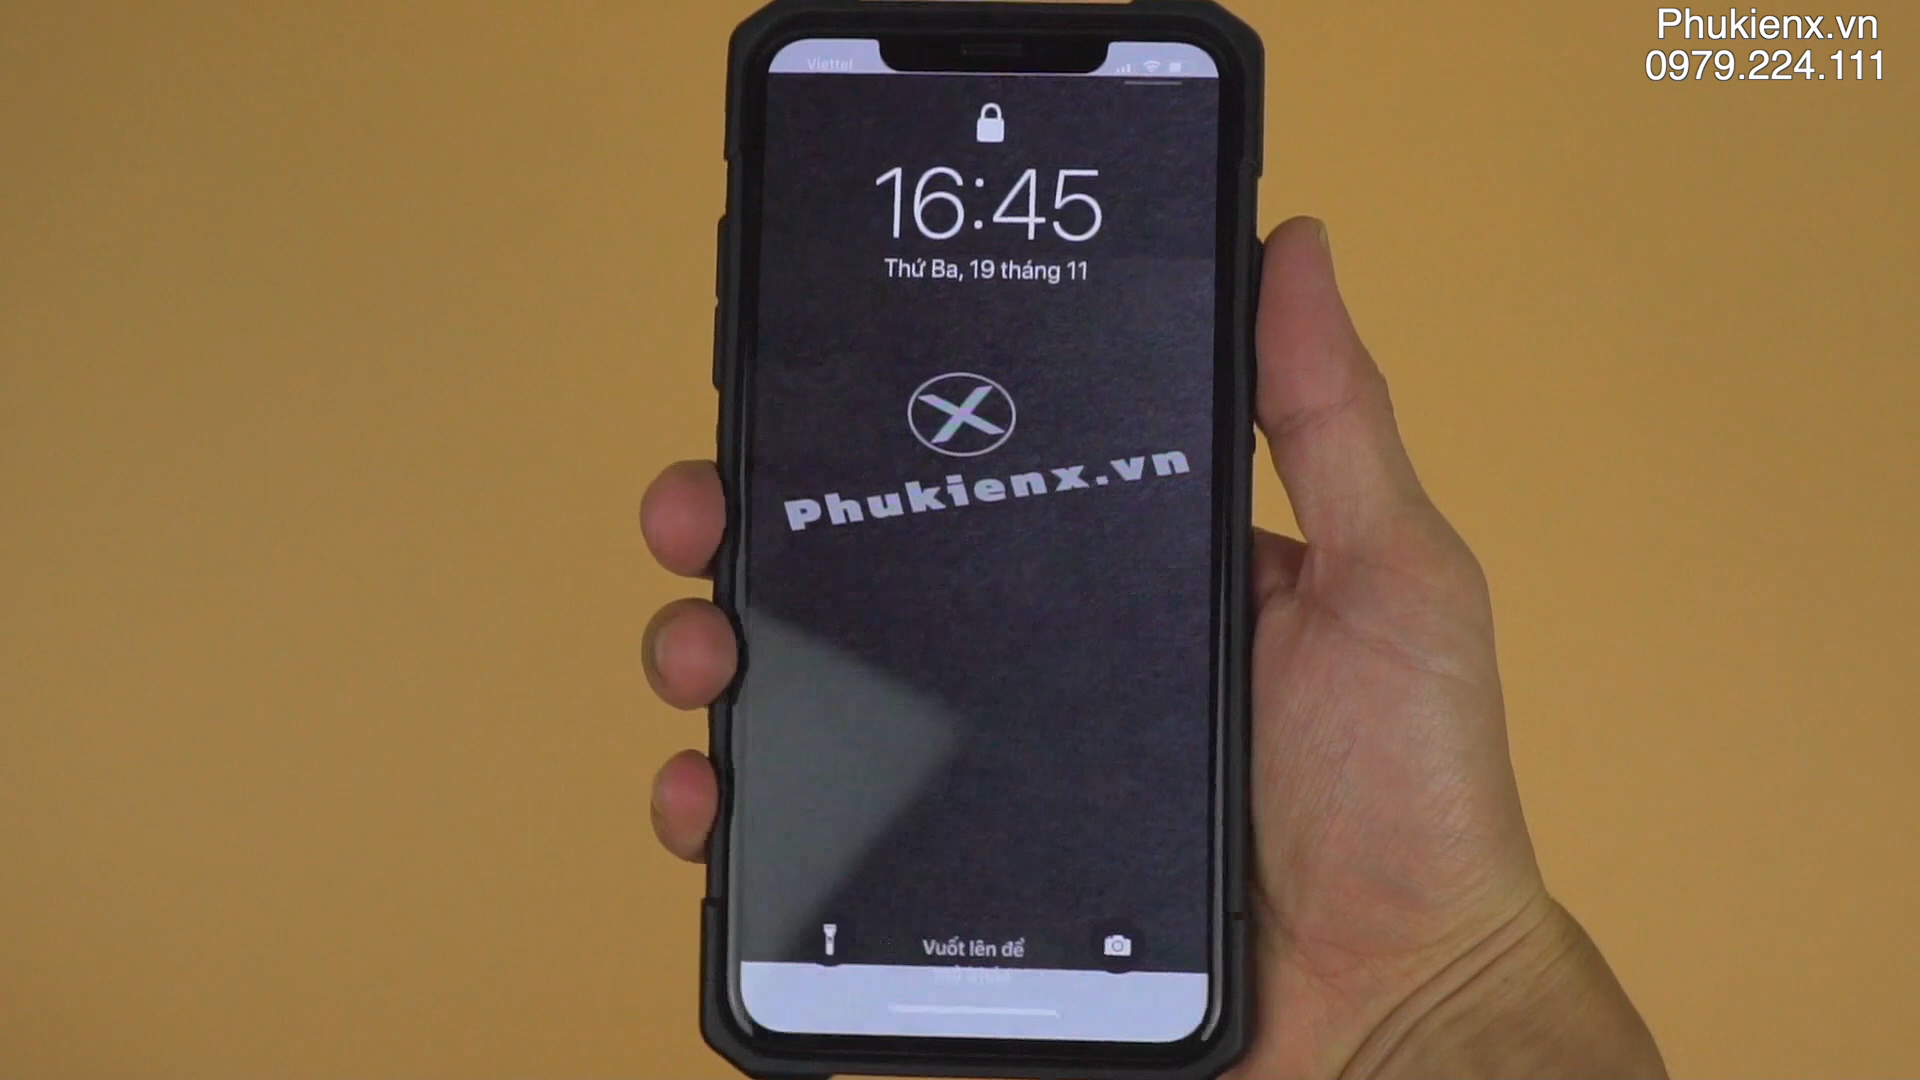 Phukienx.vn
0979.224.111
Viettel
16:45
Thứ Ba, 19 tháng 11
X
Phukienx.vn
Vuốt lên để